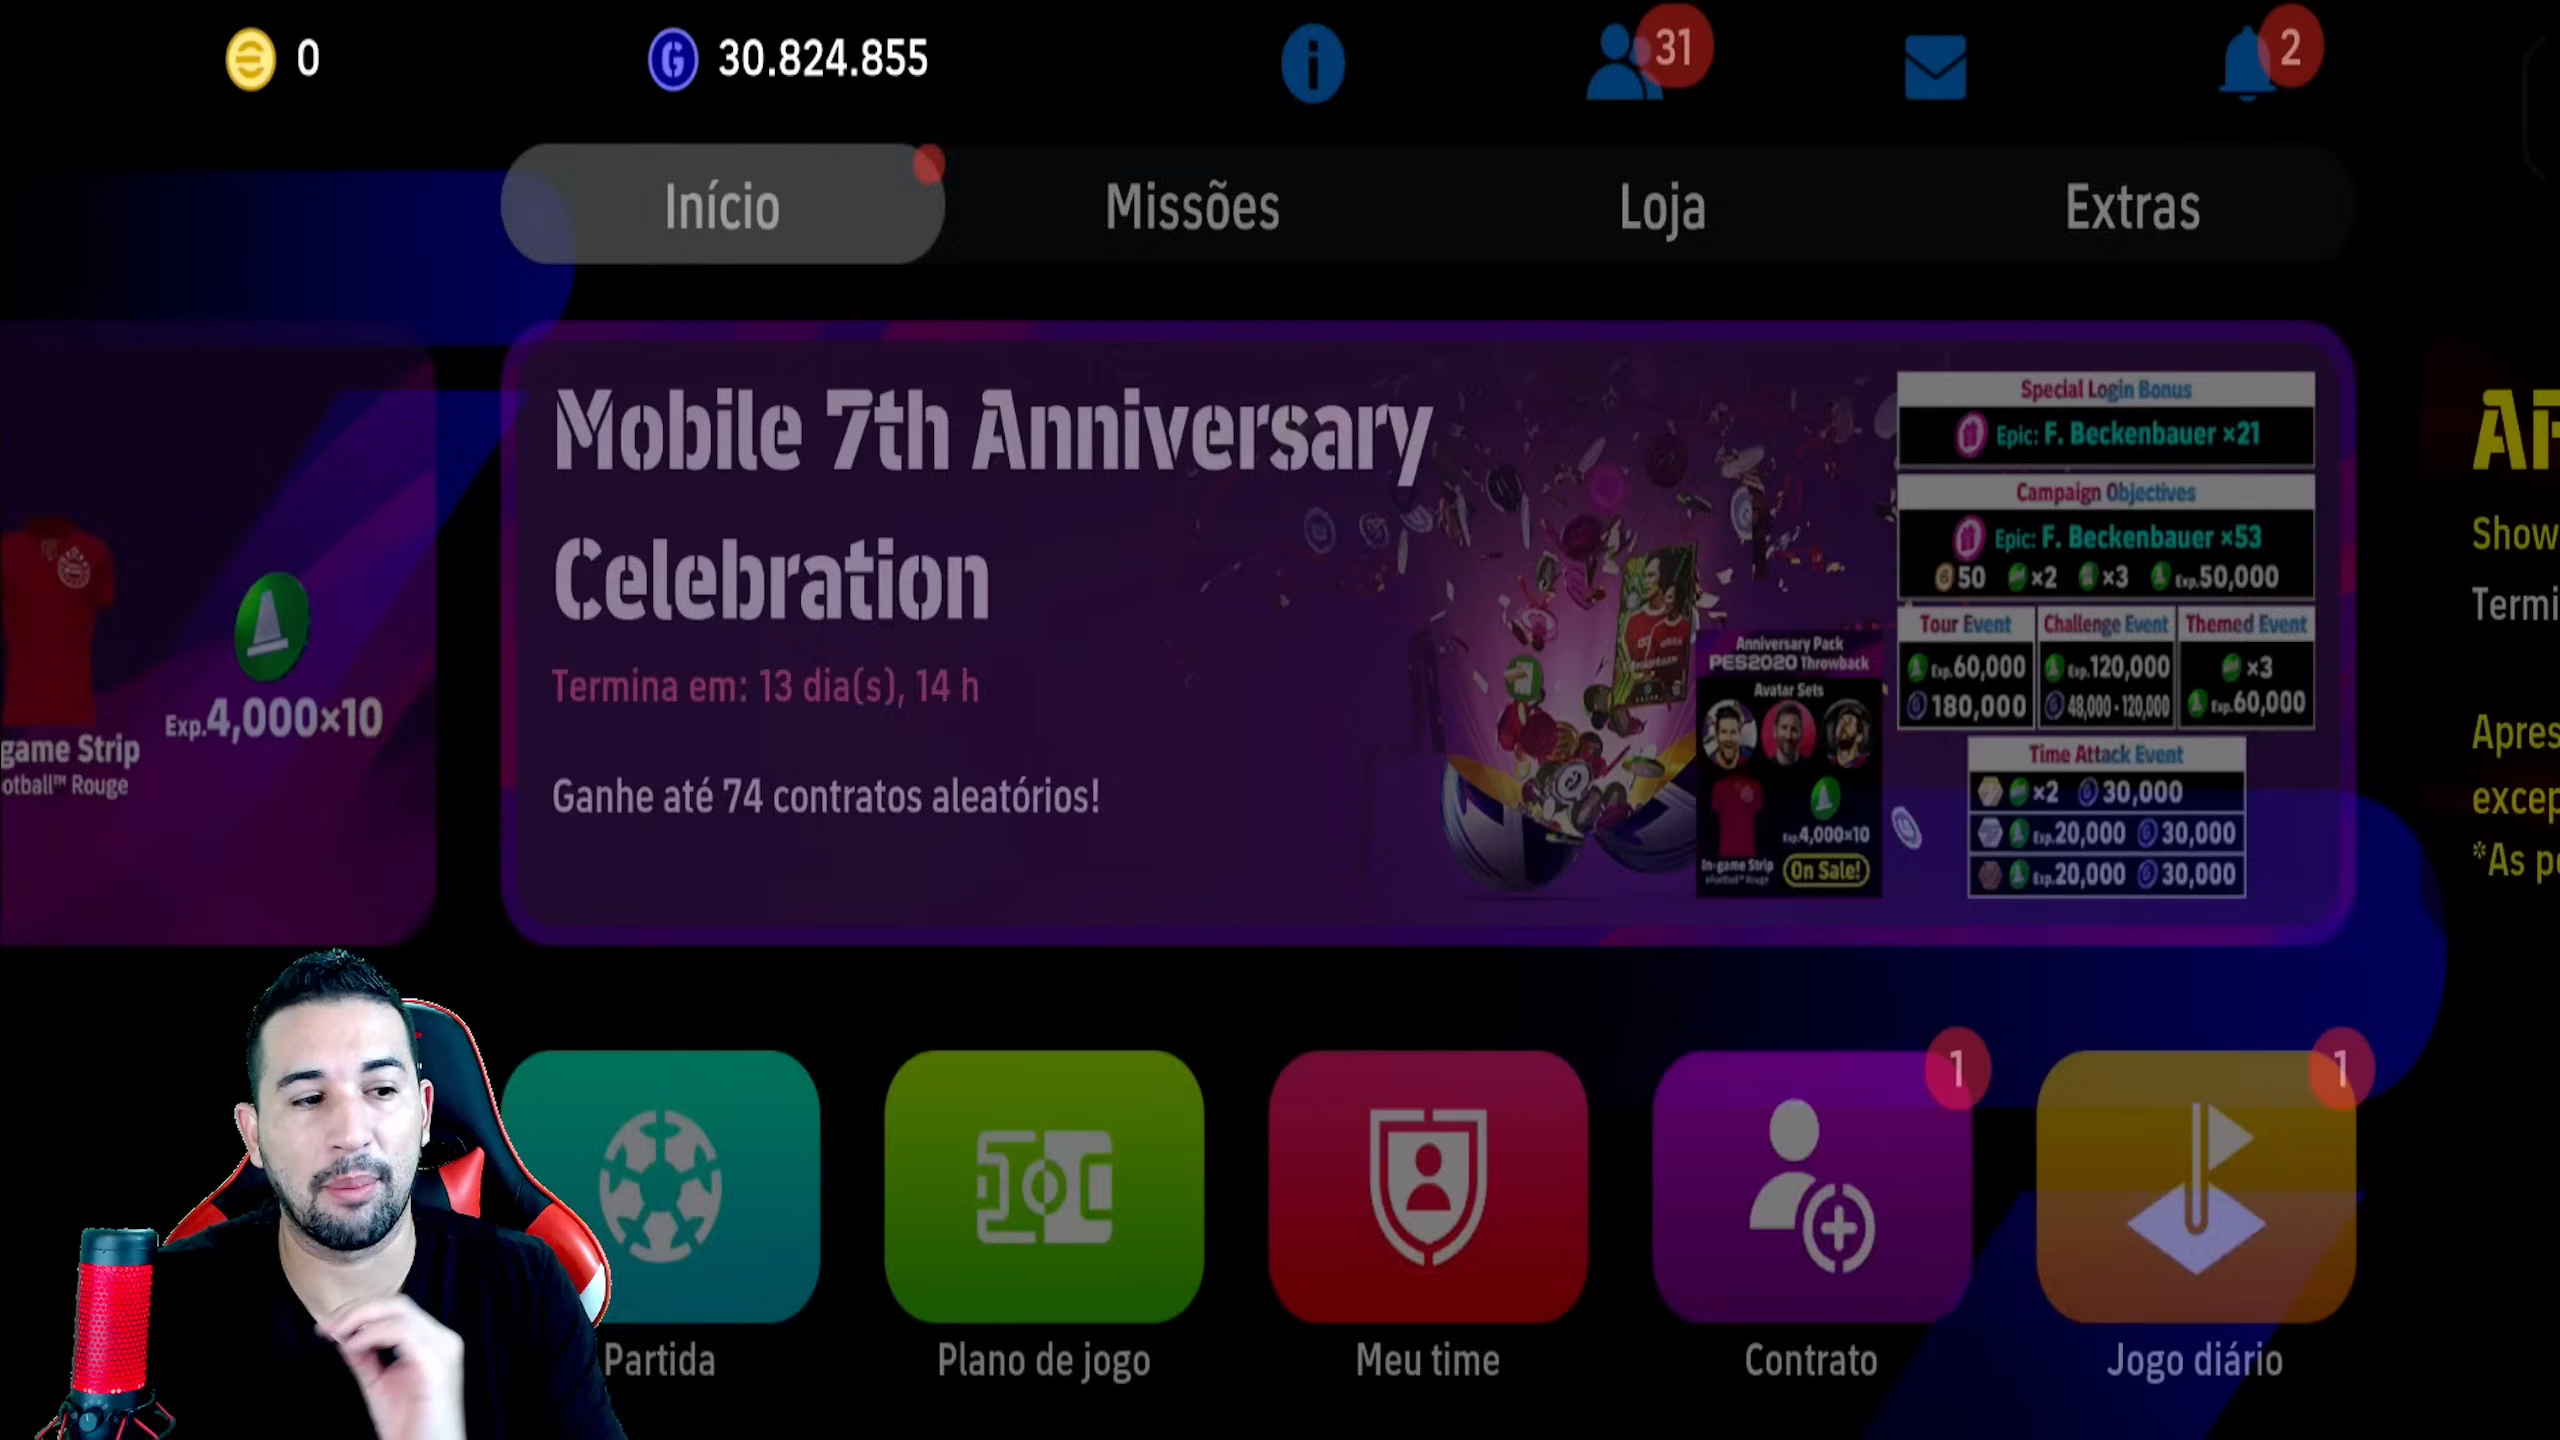 0
30.824.855
31
2
Início
Missões
Loja
Extras
game Strip
otball™ Rouge
Exp.4,000×10
Mobile 7th Anniversary
Celebration
Termina em: 13 dia(s), 14 h
Ganhe até 74 contratos aleatórios!
Anniversary Pack
PES2020 Throwback
Avatar Sets
Exp.4,000×10
In-game Strip
eFootball™ Rouge
On Sale!
Special Login Bonus
Epic: F. Beckenbauer ×21
Campaign Objectives
Epic: F. Beckenbauer ×53
50 ×2 ×3 Exp.50,000
Tour Event
Exp.60,000
180,000
Challenge Event
Exp.120,000
48,000 - 120,000
Themed Event
×3
Exp.60,000
Time Attack Event
×2 30,000
Exp.20,000 30,000
Exp.20,000 30,000
Show
Termi
Apres
excep
*As p
1
1
Partida
Plano de jogo
Meu time
Contrato
Jogo diário